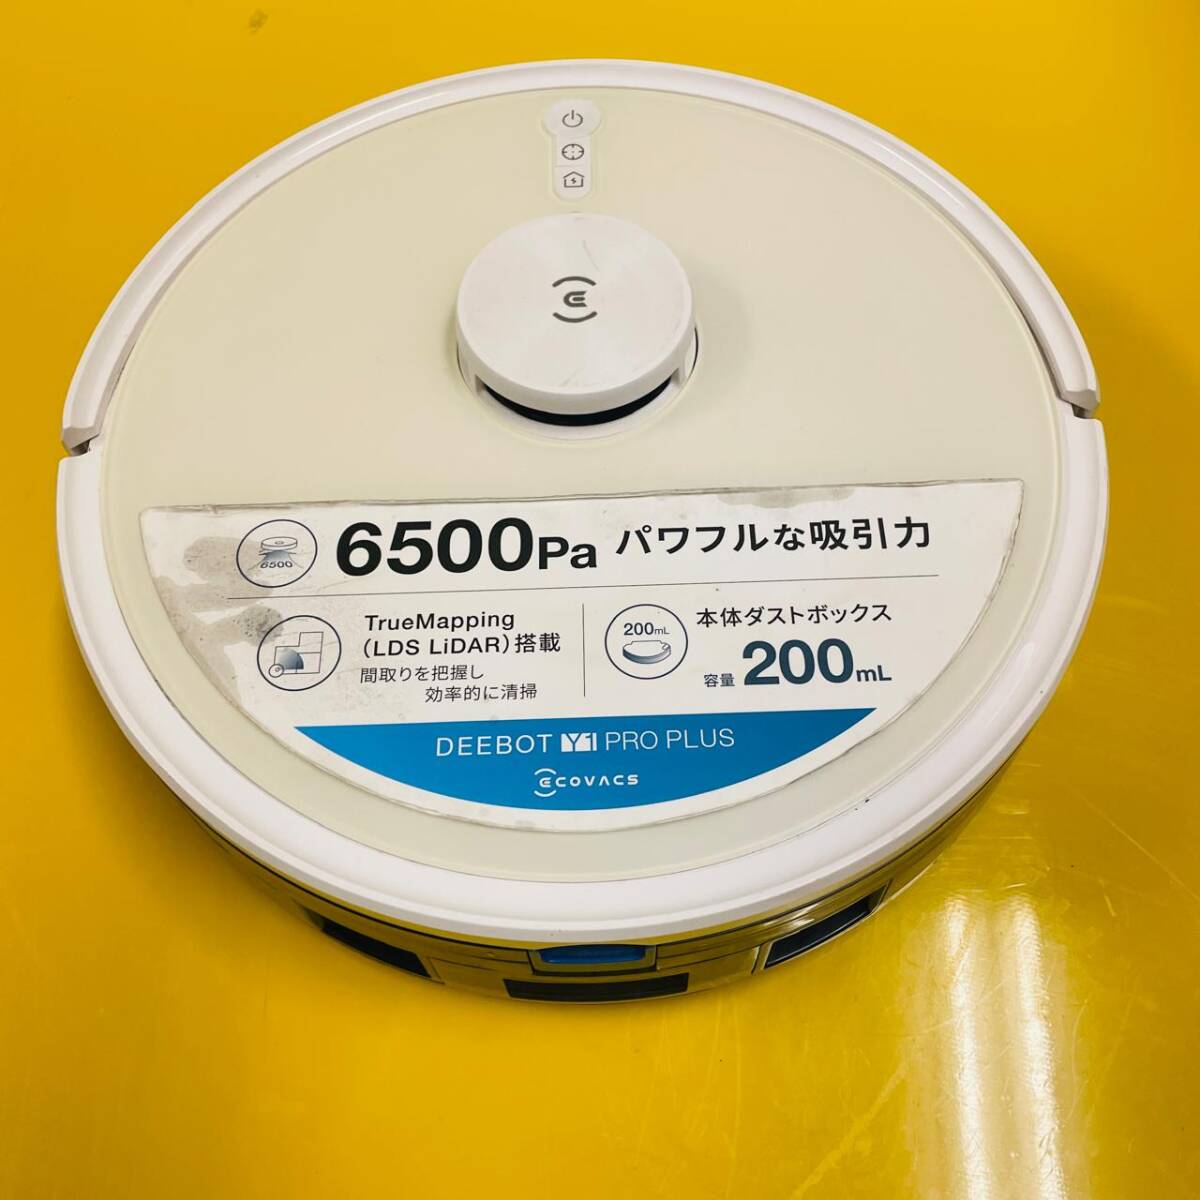 6500
6500Pa パワフルな吸引力
TrueMapping
(LDS LiDAR)搭載
間取りを把握し
効率的に清掃
200mL
本体ダストボックス
容量 200mL
DEEBOT Y1 PRO PLUS
ECOVACS